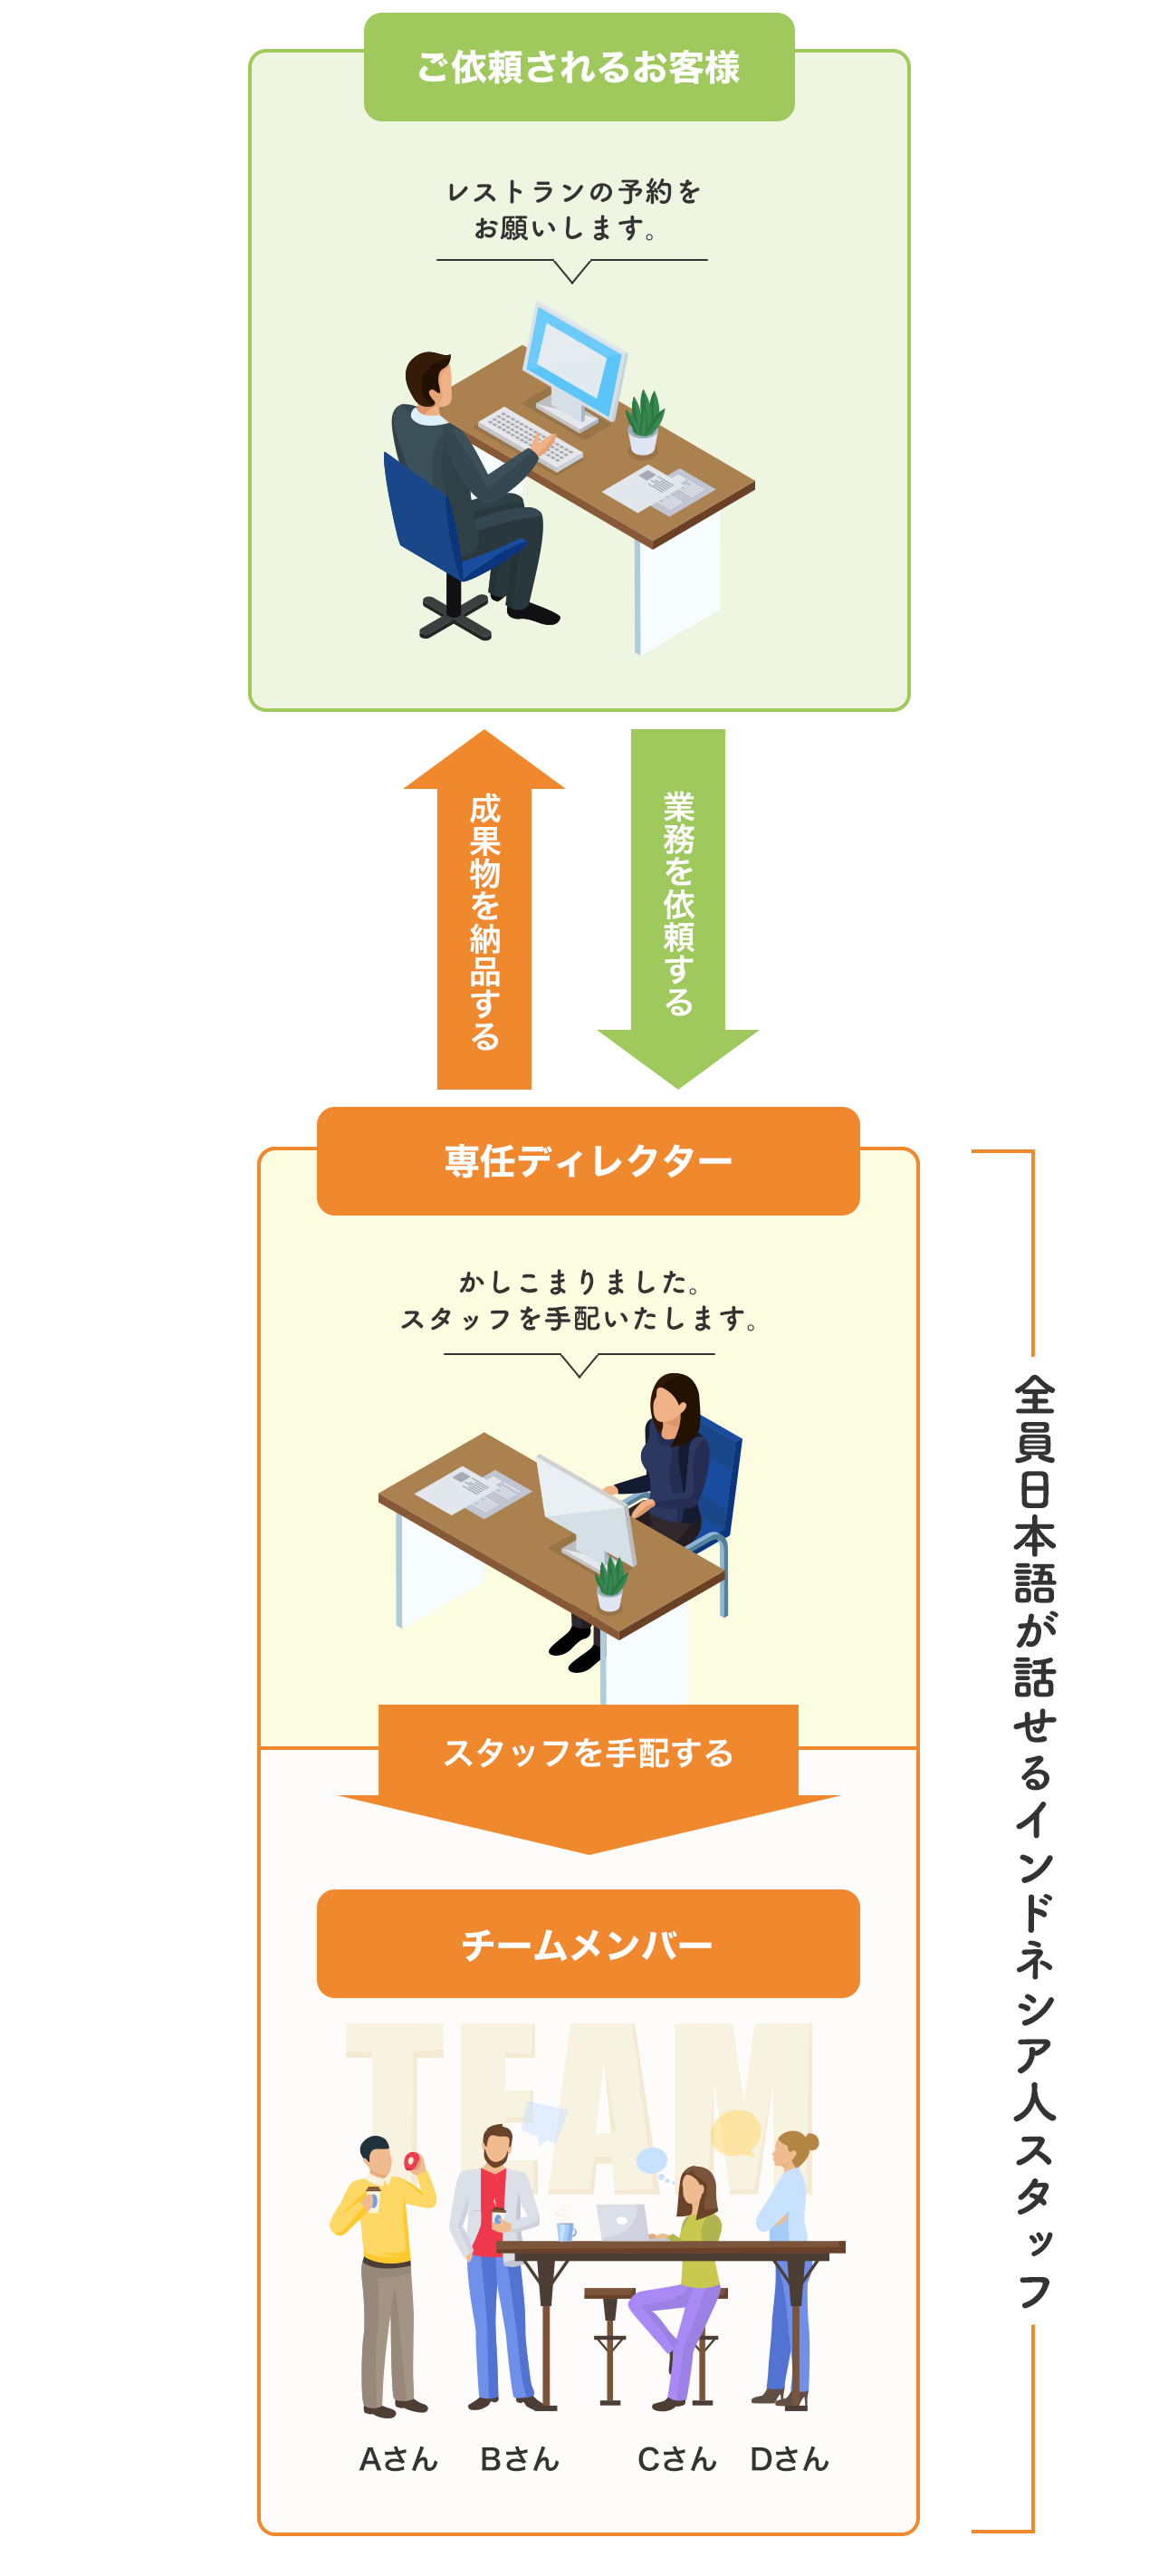 ご依頼されるお客様
レストランの予約を
お願いします。
成果物を納品する
業務を依頼する
専任ディレクター
かしこまりました。
スタッフを手配いたします。
スタッフを手配する
チームメンバー
TEAM
Aさん
Bさん
Cさん
Dさん
全員日本語が話せるインドネシア人スタッフ